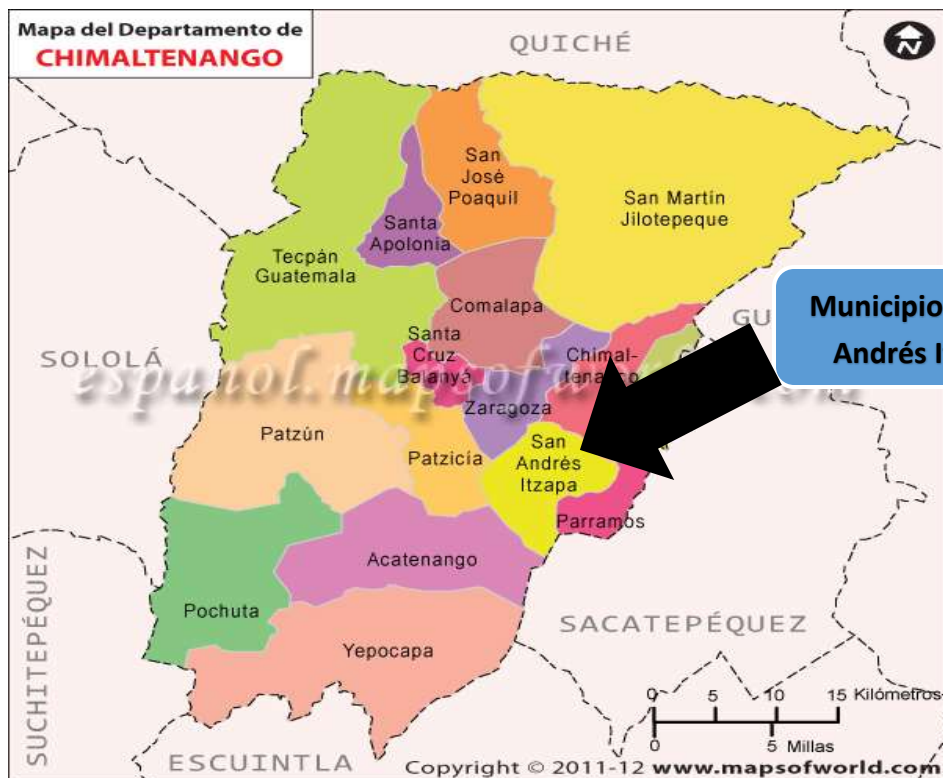 Mapa del Departamento de
CHIMALTENANGO
QUICHÉ
N
San
José
Poaquil
San Martín
Jilotepeque
Santa
Apolonia
Tecpán
Guatemala
Comalapa
Municipio
Andrés I
SOLOLÁ
Santa
Cruz
Balanyá
Chimal-
Zaragoza
Patzún
Patzicía
San
Andrés
Itzapa
Parramos
Acatenango
Pochuta
SUCHITEPÉQUEZ
SACATEPÉQUEZ
Yepocapa
0 5 10 15 Kilómetros
0 5 Millas
ESCUINTLA
Copyright © 2011-12 www.mapsofworld.com